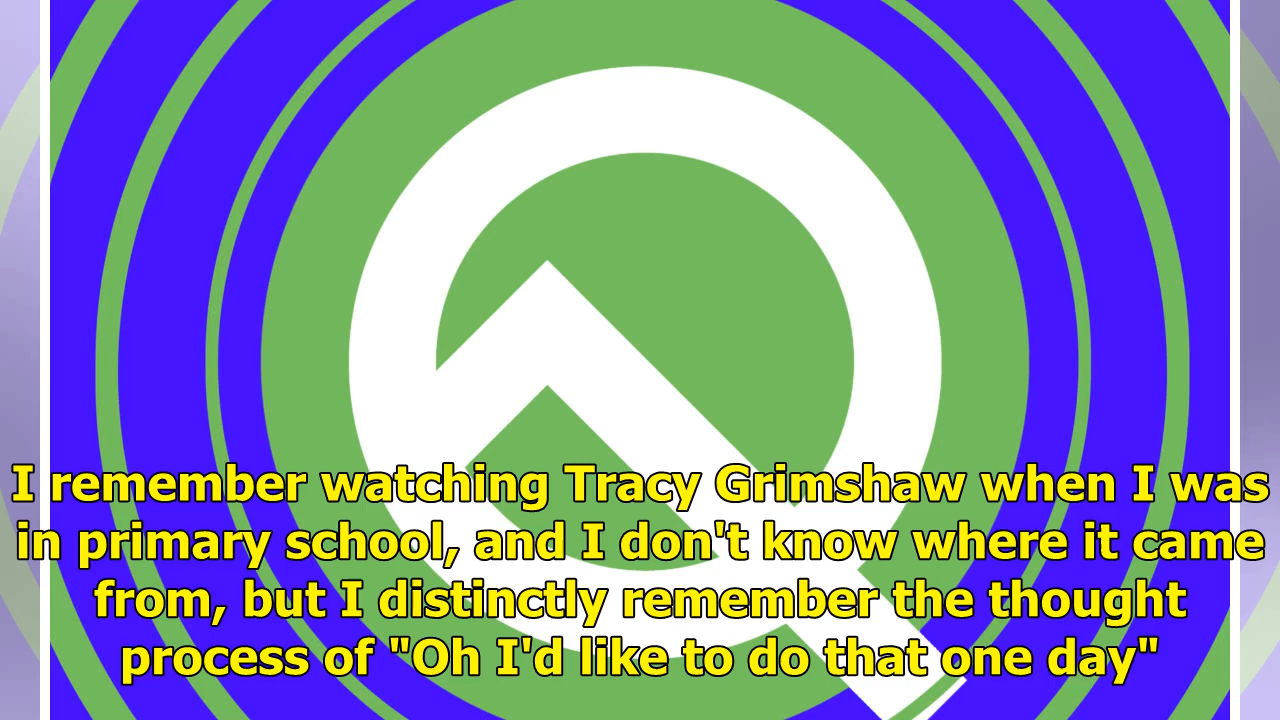 I remember watching Tracy Grimshaw when I was
in primary school, and I don't know where it came
from, but I distinctly remember the thought
process of "Oh I'd like to do that one day"